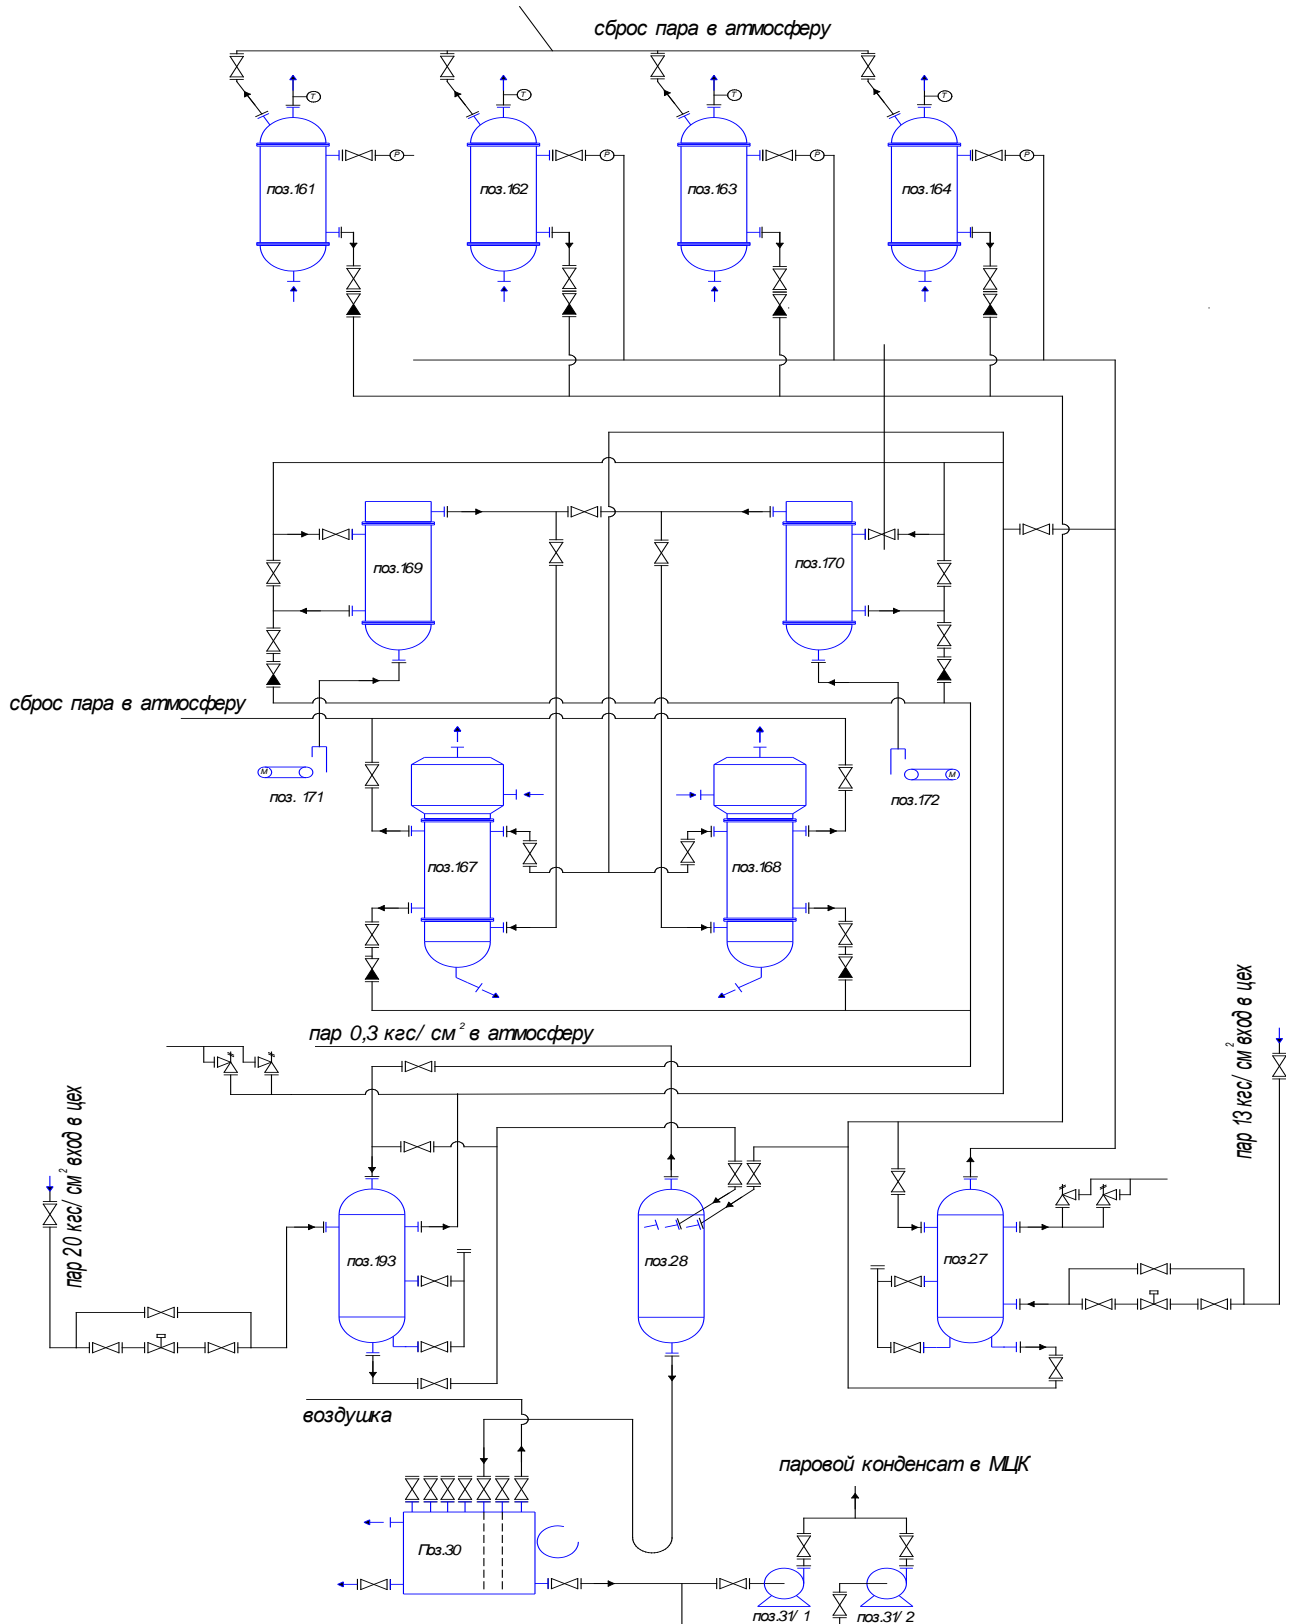 сброс пара в атмосферу
T T T T
P P P P
поз.161 поз.162 поз.163 поз.164
поз.169 поз.170
сброс пара в атмосферу
M M
поз. 171 поз.172
поз.167 поз.168
пар 0,3 кгс/ см² в атмосферу
пар 20 кгс/ см² вход в цех
пар 13 кгс/ см² вход в цех
поз.193 поз.28 поз.27
воздушка
паровой конденсат в МЦК
Поз.30
поз.31/ 1 поз.31/ 2